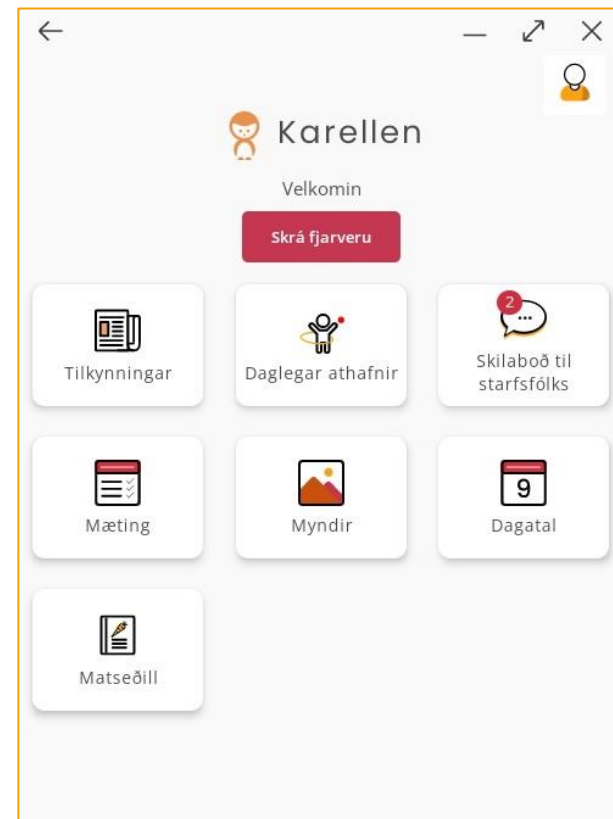 Karellen
Velkomin
Skrá fjarveru
Tilkynningar
Daglegar athafnir
2
Skilaboð til
starfsfólks
Mæting
Myndir
9
Dagatal
Matseðill